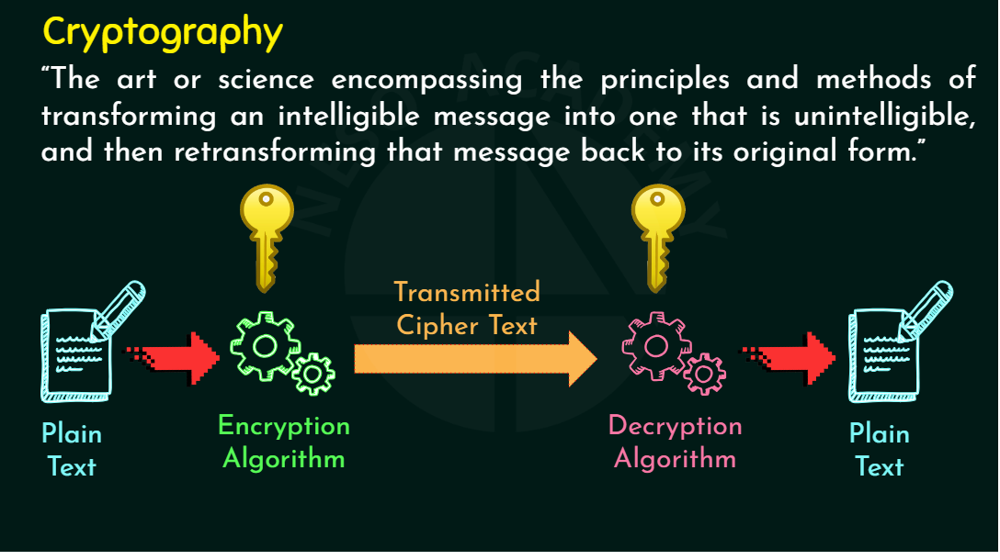 Cryptography
“The art or science encompassing the principles and methods of
transforming an intelligible message into one that is unintelligible,
and then retransforming that message back to its original form.”
NESO ACADEMY
Transmitted
Cipher Text
Plain
Text
Encryption
Algorithm
Decryption
Algorithm
Plain
Text